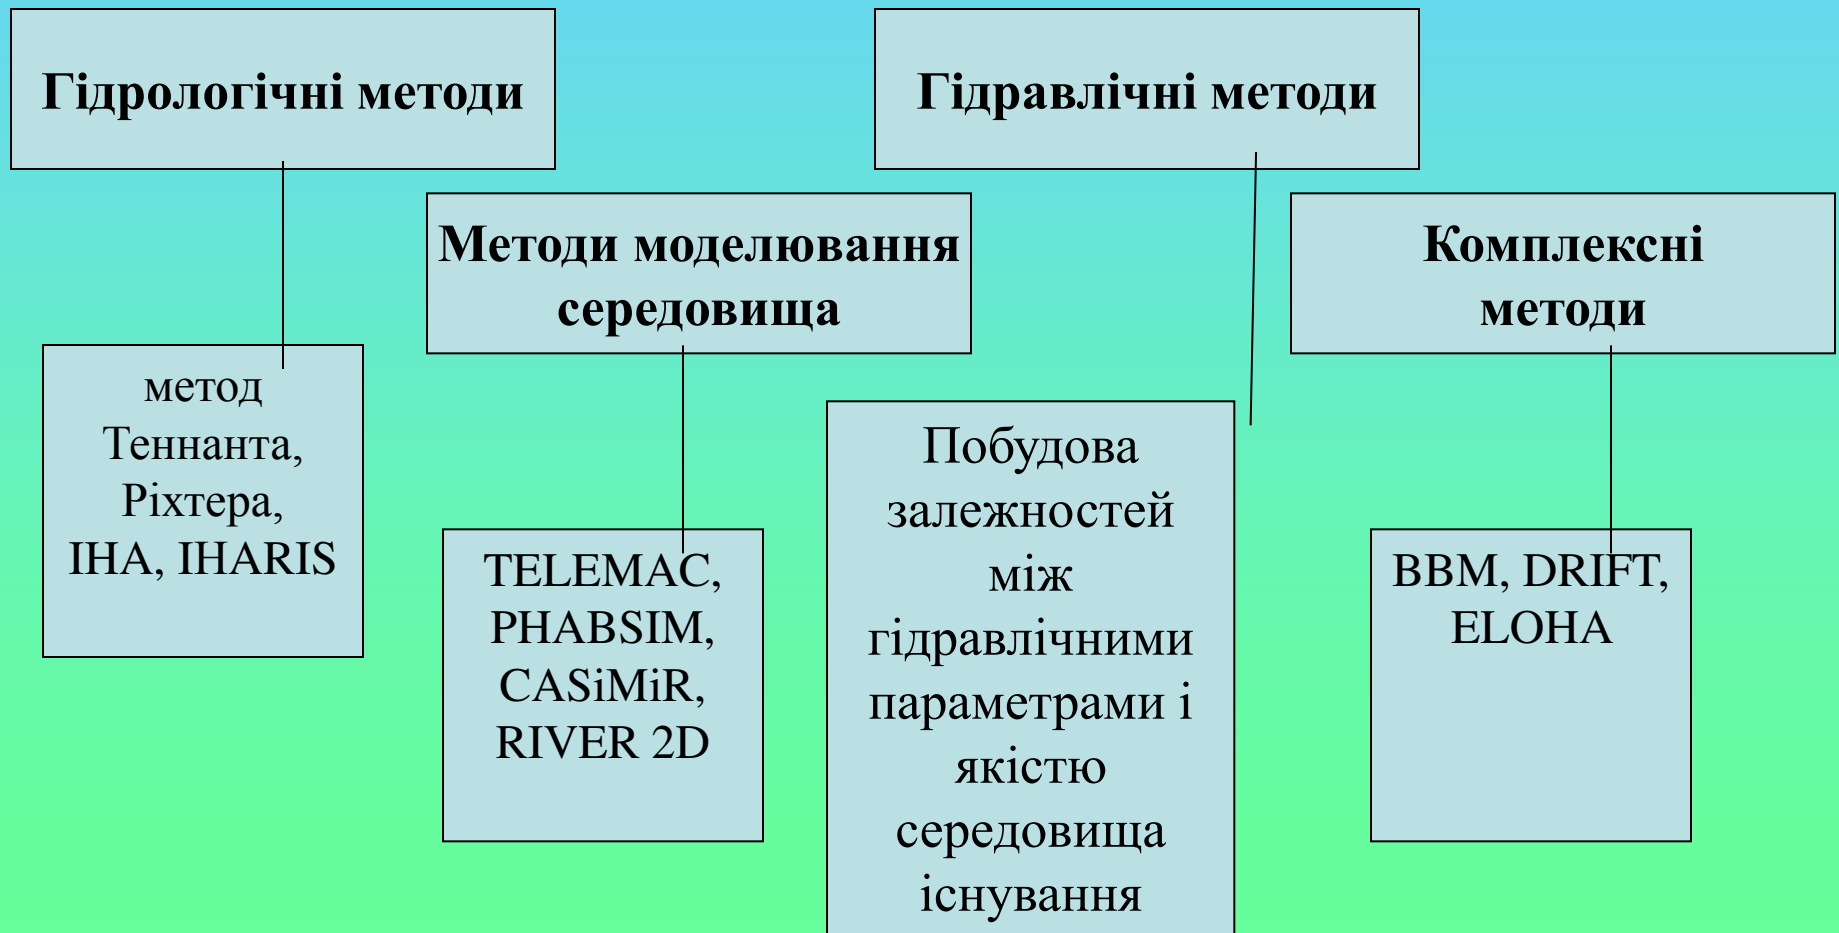 Гідрологічні методи
Гідравлічні методи
Методи моделювання
середовища
Комплексні
методи
метод
Теннанта,
Ріхтера,
IHA, IHARIS
TELEMAC,
PHABSIM,
CASiMiR,
RIVER 2D
Побудова
залежностей
між
гідравлічними
параметрами і
якістю
середовища
існування
BBM, DRIFT,
ELOHA